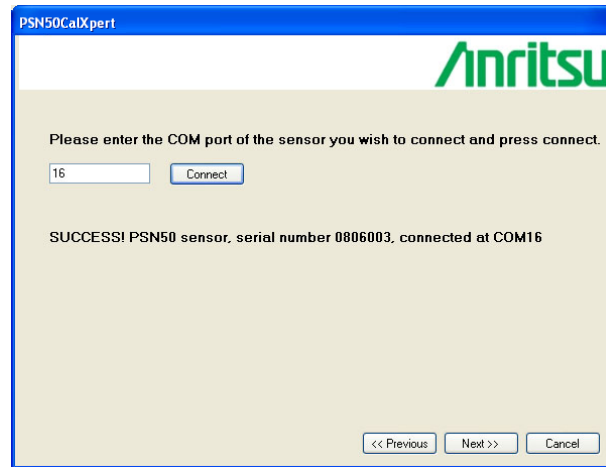 PSN50CalXpert
Anritsu
Please enter the COM port of the sensor you wish to connect and press connect.
16
Connect
SUCCESS! PSN50 sensor, serial number 0806003, connected at COM16
<< Previous
Next >>
Cancel